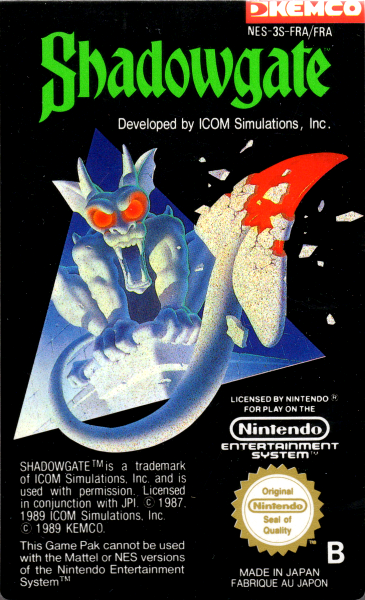 KEMCO
NES-3S-FRA/FRA
Shadowgate
Developed by ICOM Simulations, Inc.
LICENSED BY NINTENDO ®
FOR PLAY ON THE
Nintendo
ENTERTAINMENT
SYSTEM™
SHADOWGATE™ is a trademark
of ICOM Simulations, Inc. and is
used with permission. Licensed
in conjunction with JPI. © 1987,
1989 ICOM Simulations, Inc.
© 1989 KEMCO.
This Game Pak cannot be used
with the Mattel or NES versions
of the Nintendo Entertainment
System™
Original
Nintendo
Seal of
Quality
™
B
MADE IN JAPAN
FABRIQUE AU JAPON